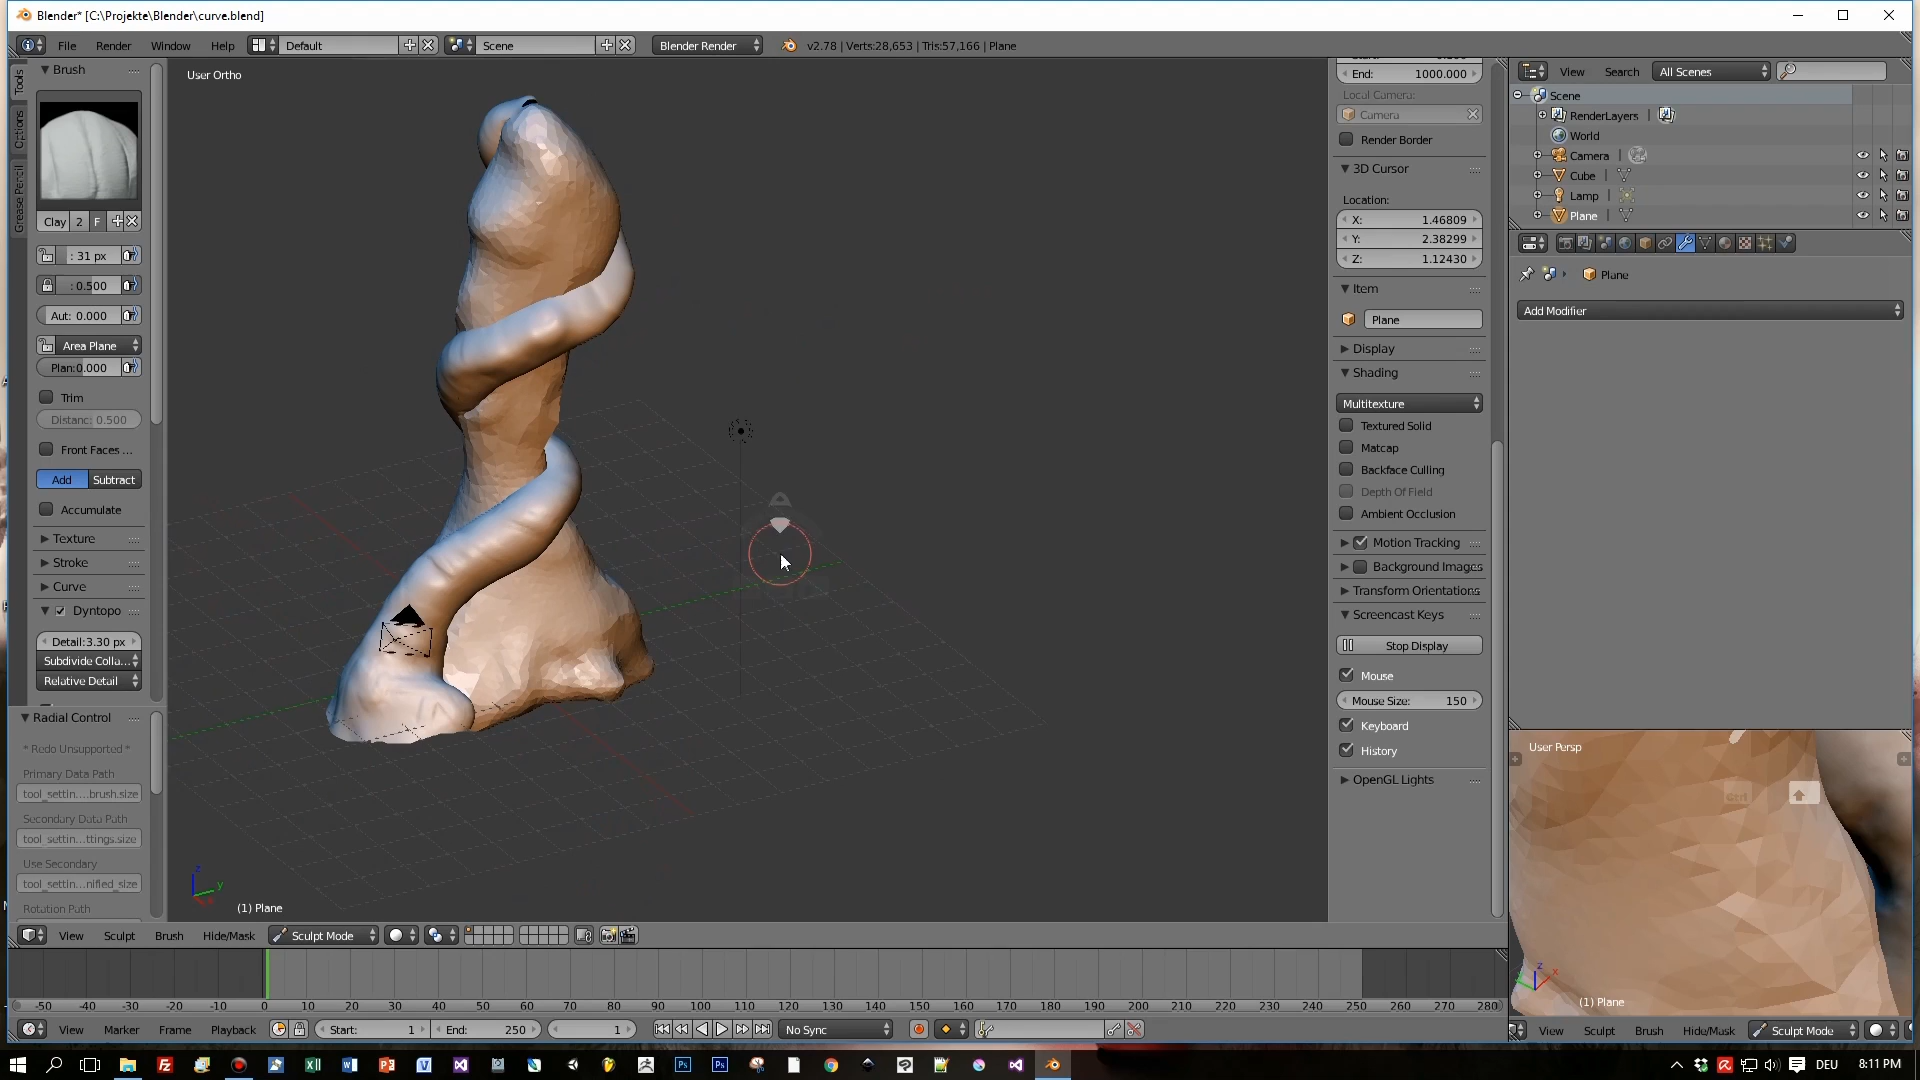 Blender* [C:\Projekte\Blender\curve.blend]
File Render Window Help Default Scene Blender Render v2.78 | Verts:28,653 | Tris:57,166 | Plane
Tools
Options
Grease Pencil
Brush
Clay 2 F
: 31 px
: 0.500
Aut: 0.000
Area Plane
Plan:0.000
Trim
Distanc: 0.500
Front Faces ...
Add Subtract
Accumulate
Texture
Stroke
Curve
Dyntopo
Detail:3.30 px
Subdivide Colla...
Relative Detail
Radial Control
* Redo Unsupported *
Primary Data Path
tool_settin....brush.size
Secondary Data Path
tool_settin...ttings.size
Use Secondary
tool_settin...nified_size
Rotation Path
User Ortho
z
y
(1) Plane
View Sculpt Brush Hide/Mask Sculpt Mode
End: 1000.000
Local Camera:
Camera
Render Border
3D Cursor
Location:
X: 1.46809
Y: 2.38299
Z: 1.12430
Item
Plane
Display
Shading
Multitexture
Textured Solid
Matcap
Backface Culling
Depth Of Field
Ambient Occlusion
Motion Tracking
Background Images
Transform Orientations
Screencast Keys
Stop Display
Mouse
Mouse Size: 150
Keyboard
History
OpenGL Lights
View Search All Scenes
Scene
RenderLayers
World
Camera
Cube
Lamp
Plane
Plane
Add Modifier
User Persp
Ctrl
z
x
(1) Plane
View Sculpt Brush Hide/Mask Sculpt Mode
-50 -40 -30 -20 -10 0 10 20 30 40 50 60 70 80 90 100 110 120 130 140 150 160 170 180 190 200 210 220 230 240 250 260 270 280
View Marker Frame Playback Start: 1 End: 250 1 No Sync
DEU 8:11 PM